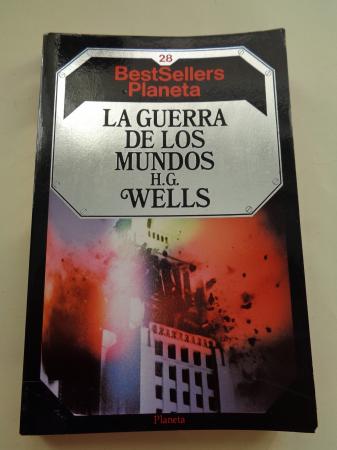 28
BestSellers
Planeta
LA GUERRA
DE LOS
MUNDOS
H.G.
WELLS
Planeta